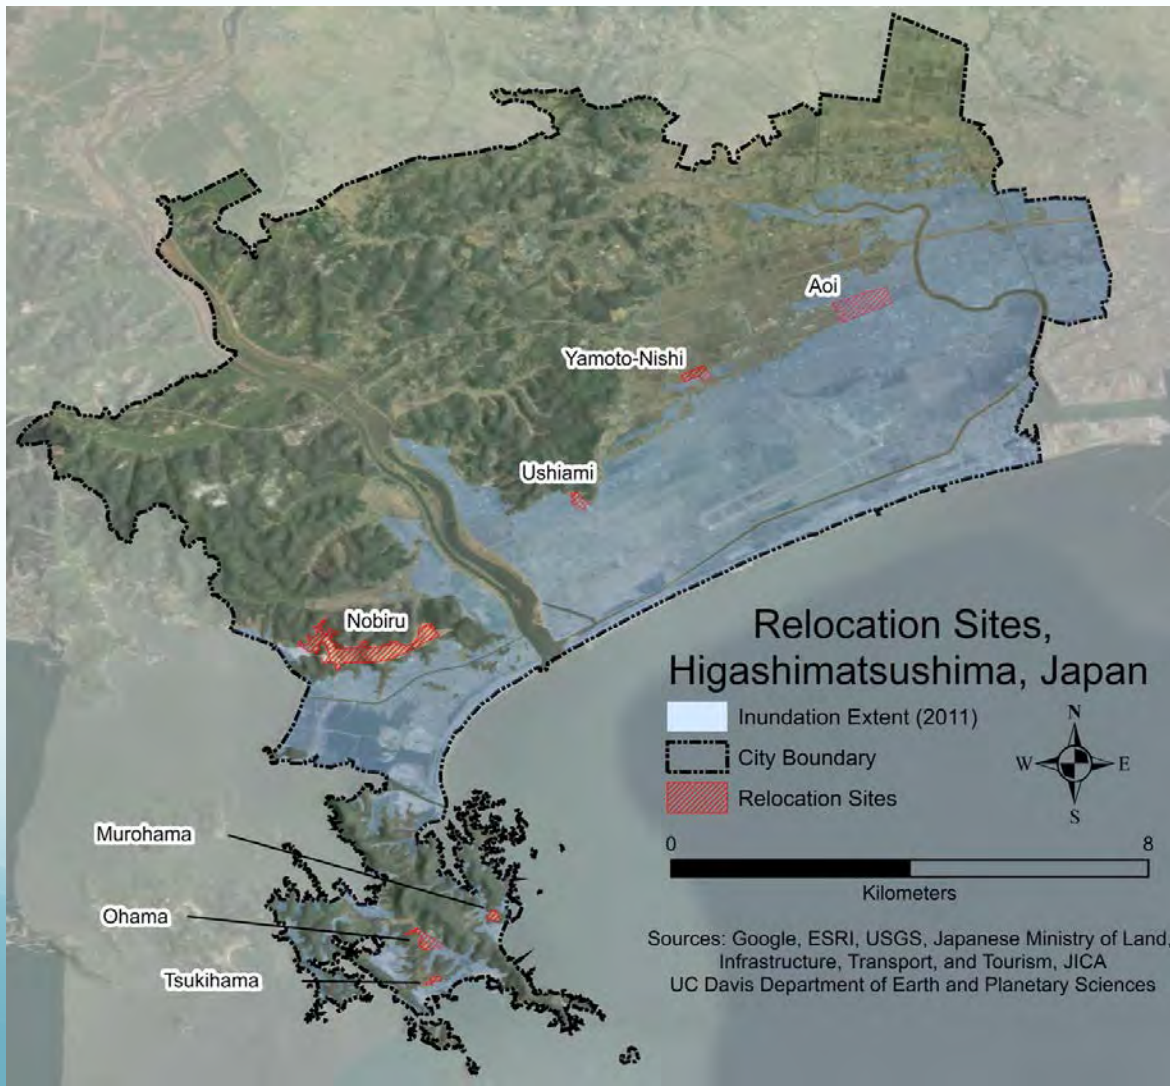 Aoi
Yamoto-Nishi
Ushiami
Nobiru
Relocation Sites,
Higashimatsushima, Japan
Inundation Extent (2011)
City Boundary
Relocation Sites
N
W E
S
Murohama
0 8
Kilometers
Ohama
Sources: Google, ESRI, USGS, Japanese Ministry of Land,
Infrastructure, Transport, and Tourism, JICA
Tsukihama
UC Davis Department of Earth and Planetary Sciences